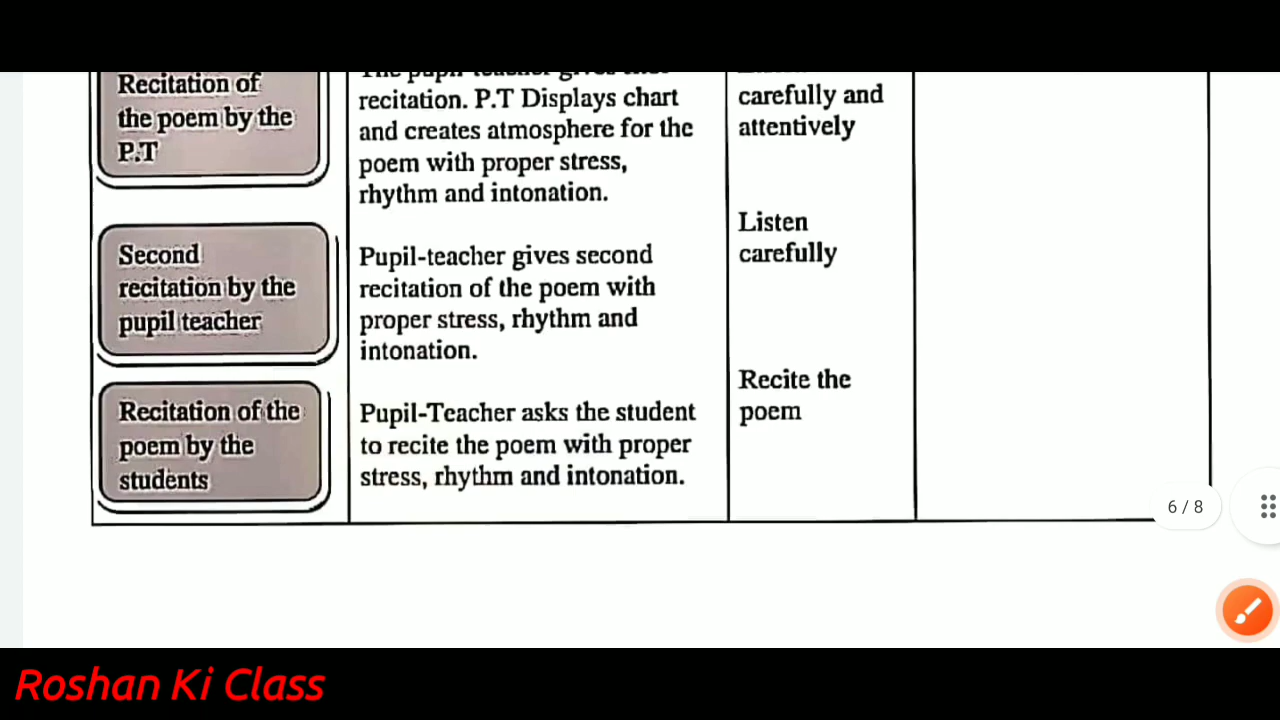 Recitation of
the poem by the
P.T
The pupil-teacher gives
recitation. P.T Displays chart
and creates atmosphere for the
poem with proper stress,
rhythm and intonation.
carefully and
attentively
Second
recitation by the
pupil teacher
Pupil-teacher gives second
recitation of the poem with
proper stress, rhythm and
intonation.
Listen
carefully
Recitation of the
poem by the
students
Pupil-Teacher asks the student
to recite the poem with proper
stress, rhythm and intonation.
Recite the
poem
6 / 8
Roshan Ki Class